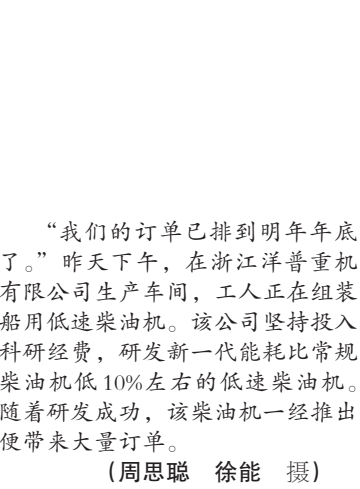 “我们的订单已排到明年年底
了。”昨天下午，在浙江洋普重机
有限公司生产车间，工人正在组装
船用低速柴油机。该公司坚持投入
科研经费，研发新一代能耗比常规
柴油机低10%左右的低速柴油机。
随着研发成功，该柴油机一经推出
便带来大量订单。
（周思聪　徐能　摄）